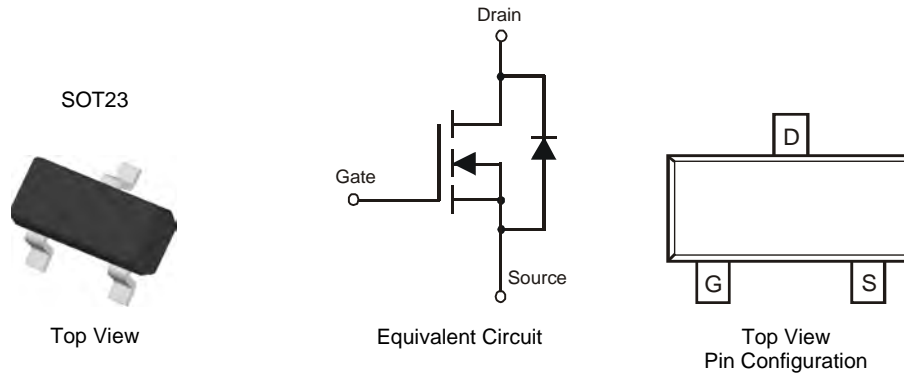 SOT23
Top View
Drain
Gate
Source
Equivalent Circuit
D
G
S
Top View
Pin Configuration